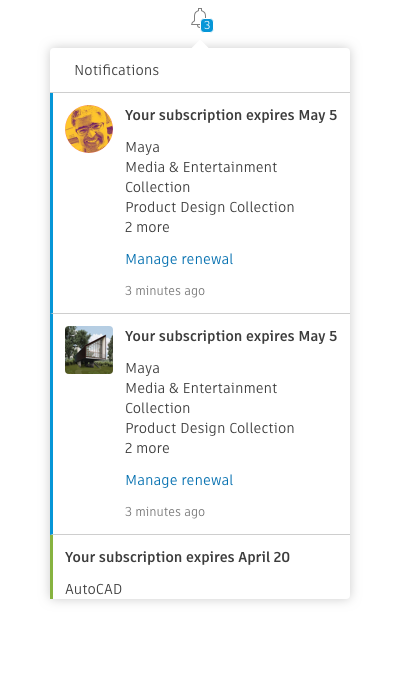 3
Notifications
Your subscription expires May 5
Maya
Media & Entertainment
Collection
Product Design Collection
2 more
Manage renewal
3 minutes ago
Your subscription expires May 5
Maya
Media & Entertainment
Collection
Product Design Collection
2 more
Manage renewal
3 minutes ago
Your subscription expires April 20
AutoCAD